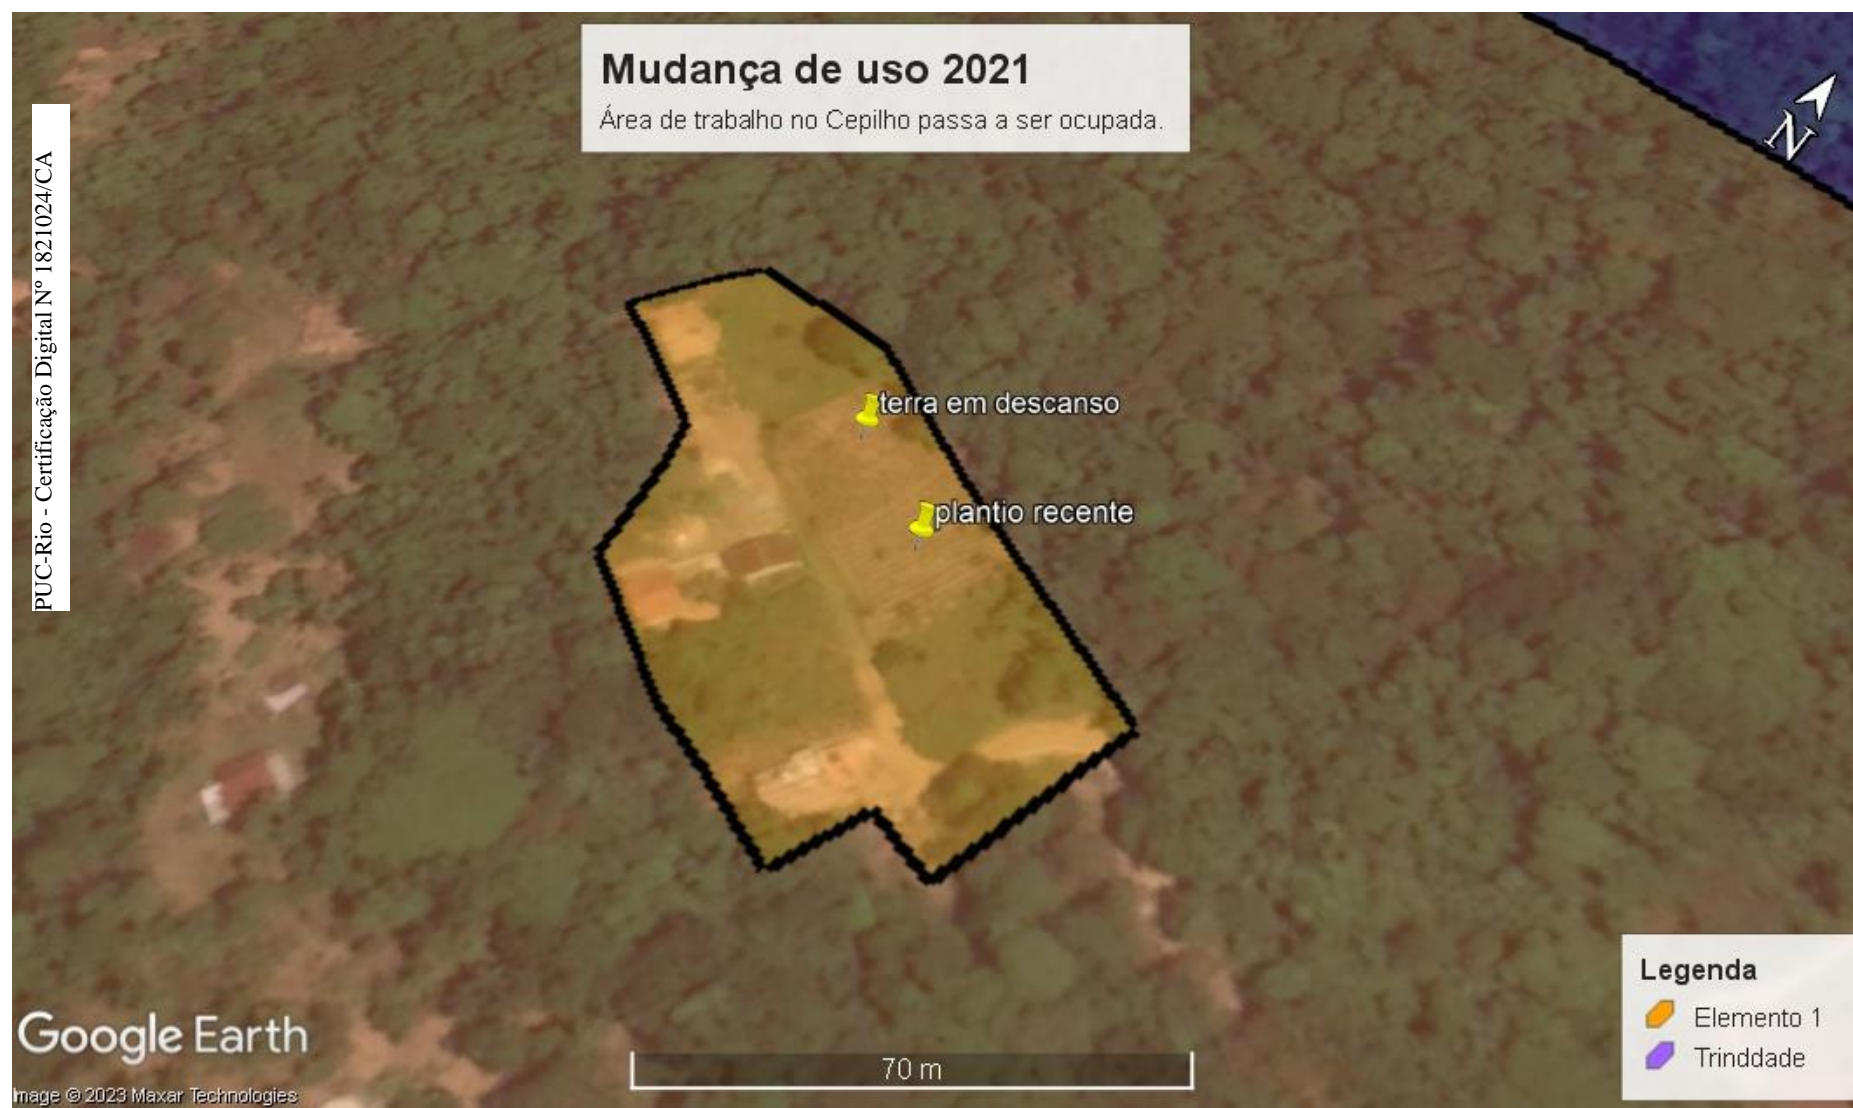 Mudança de uso 2021
Área de trabalho no Cepilho passa a ser ocupada.
N
PUC-Rio - Certificação Digital Nº 1821024/CA
terra em descanso
plantio recente
Legenda
Elemento 1
Trinddade
Google Earth
70 m
Image © 2023 Maxar Technologies